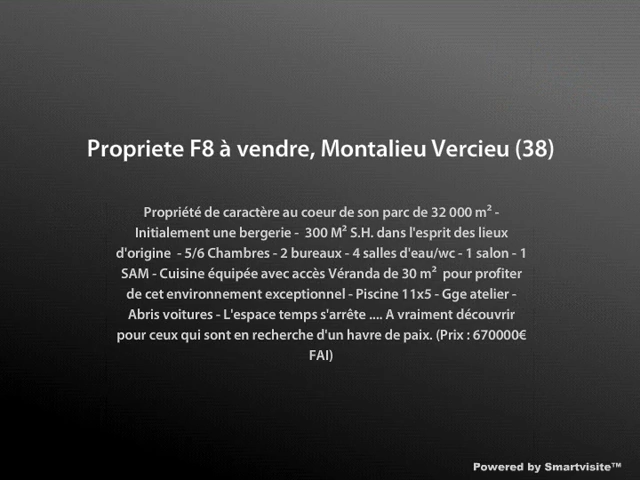 Propriete F8 à vendre, Montalieu Vercieu (38)
Propriété de caractère au coeur de son parc de 32 000 m² -
Initialement une bergerie -  300 M² S.H. dans l'esprit des lieux
d'origine  - 5/6 Chambres - 2 bureaux - 4 salles d'eau/wc - 1 salon - 1
SAM - Cuisine équipée avec accès Véranda de 30 m²  pour profiter
de cet environnement exceptionnel - Piscine 11x5 - Gge atelier -
Abris voitures - L'espace temps s'arrête .... A vraiment découvrir
pour ceux qui sont en recherche d'un havre de paix. (Prix : 670000€
FAI)
Powered by Smartvisite™